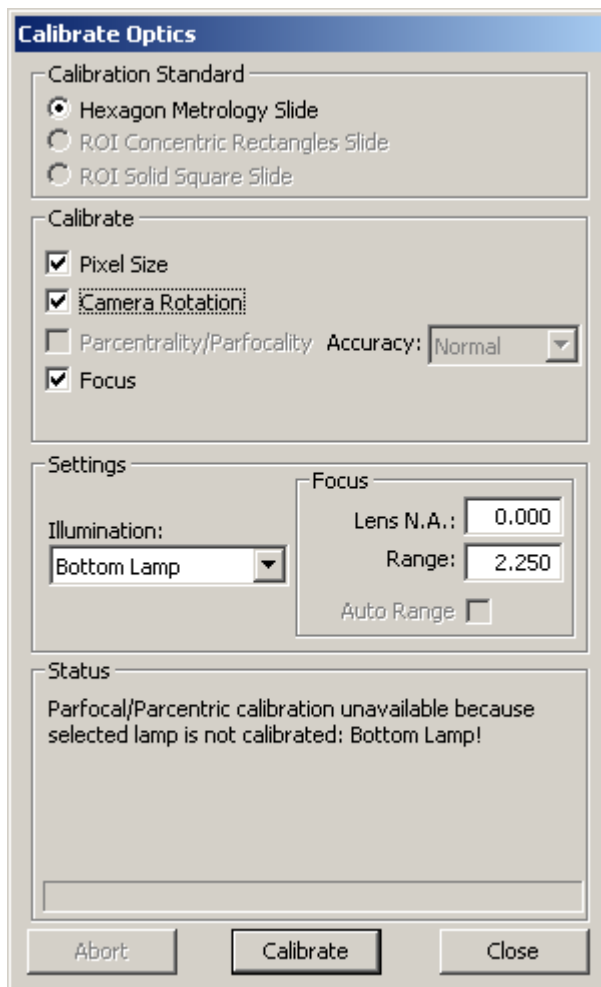 Calibrate Optics
Calibration Standard
Hexagon Metrology Slide
ROI Concentric Rectangles Slide
ROI Solid Square Slide
Calibrate
Pixel Size
Camera Rotation
Parcentrality/Parfocality Accuracy: Normal
Focus
Settings
Illumination:
Bottom Lamp
Focus
Lens N.A.: 0.000
Range: 2.250
Auto Range
Status
Parfocal/Parcentric calibration unavailable because
selected lamp is not calibrated: Bottom Lamp!
Abort Calibrate Close